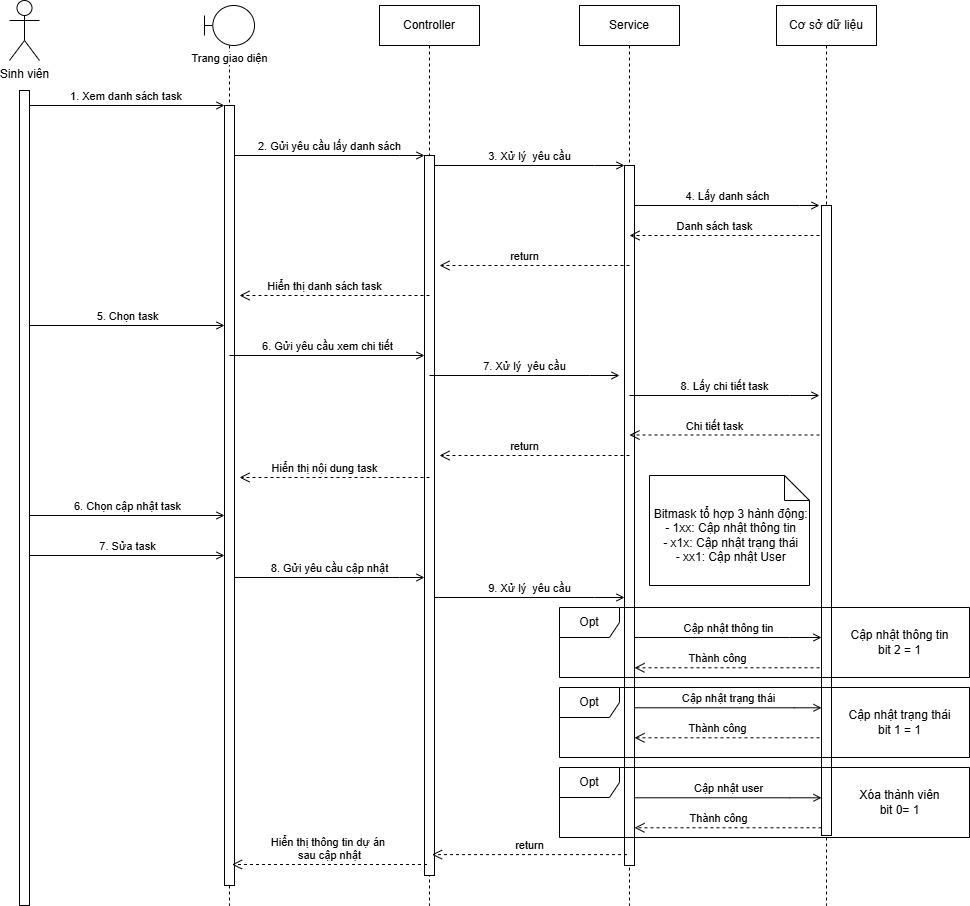 Sinh viên
Trang giao diện
Controller
Service
Cơ sở dữ liệu
1. Xem danh sách task
2. Gửi yêu cầu lấy danh sách
3. Xử lý yêu cầu
4. Lấy danh sách
Danh sách task
return
Hiển thị danh sách task
5. Chọn task
6. Gửi yêu cầu xem chi tiết
7. Xử lý yêu cầu
8. Lấy chi tiết task
Chi tiết task
return
Hiển thị nội dung task
6. Chọn cập nhật task
Bitmask tổ hợp 3 hành động:
- 1xx: Cập nhật thông tin
- x1x: Cập nhật trạng thái
- xx1: Cập nhật User
7. Sửa task
8. Gửi yêu cầu cập nhật
9. Xử lý yêu cầu
Opt
Cập nhật thông tin
Thành công
Cập nhật thông tin
bit 2 = 1
Opt
Cập nhật trạng thái
Thành công
Cập nhật trạng thái
bit 1 = 1
Opt
Cập nhật user
Thành công
Xóa thành viên
bit 0= 1
return
Hiển thị thông tin dự án
sau cập nhật